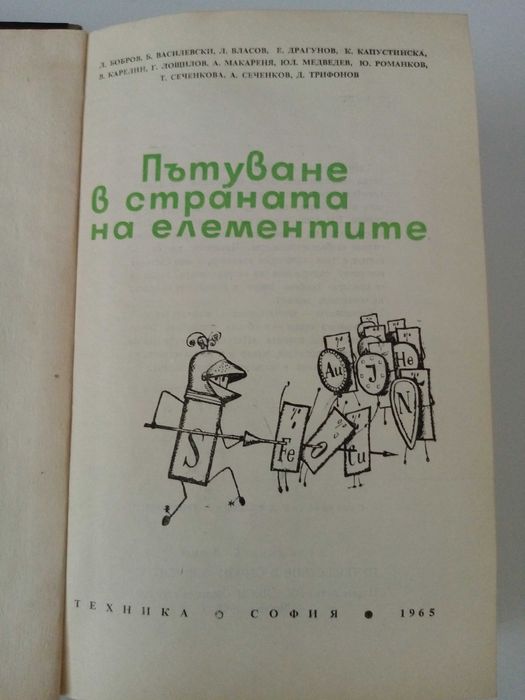 Л. БОБРОВ, Б. ВАСИЛЕВСКИ, Л. ВЛАСОВ, Е. ДРАГУНОВ, К. КАПУСТИНСКА,
В. КАРЕЛИН, Г. ЛОШИЛОВ, А. МАКАРЕНЯ, ЮЛ. МЕДВЕДЕВ, Ю. РОМАНКОВ,
Т. СЕЧЕНКОВА, А. СЕЧЕНКОВ, Д. ТРИФОНОВ
Пътуване
в страната
на елементите
Au J He
S Fe O Cu N
ТЕХНИКА СОФИЯ 1965